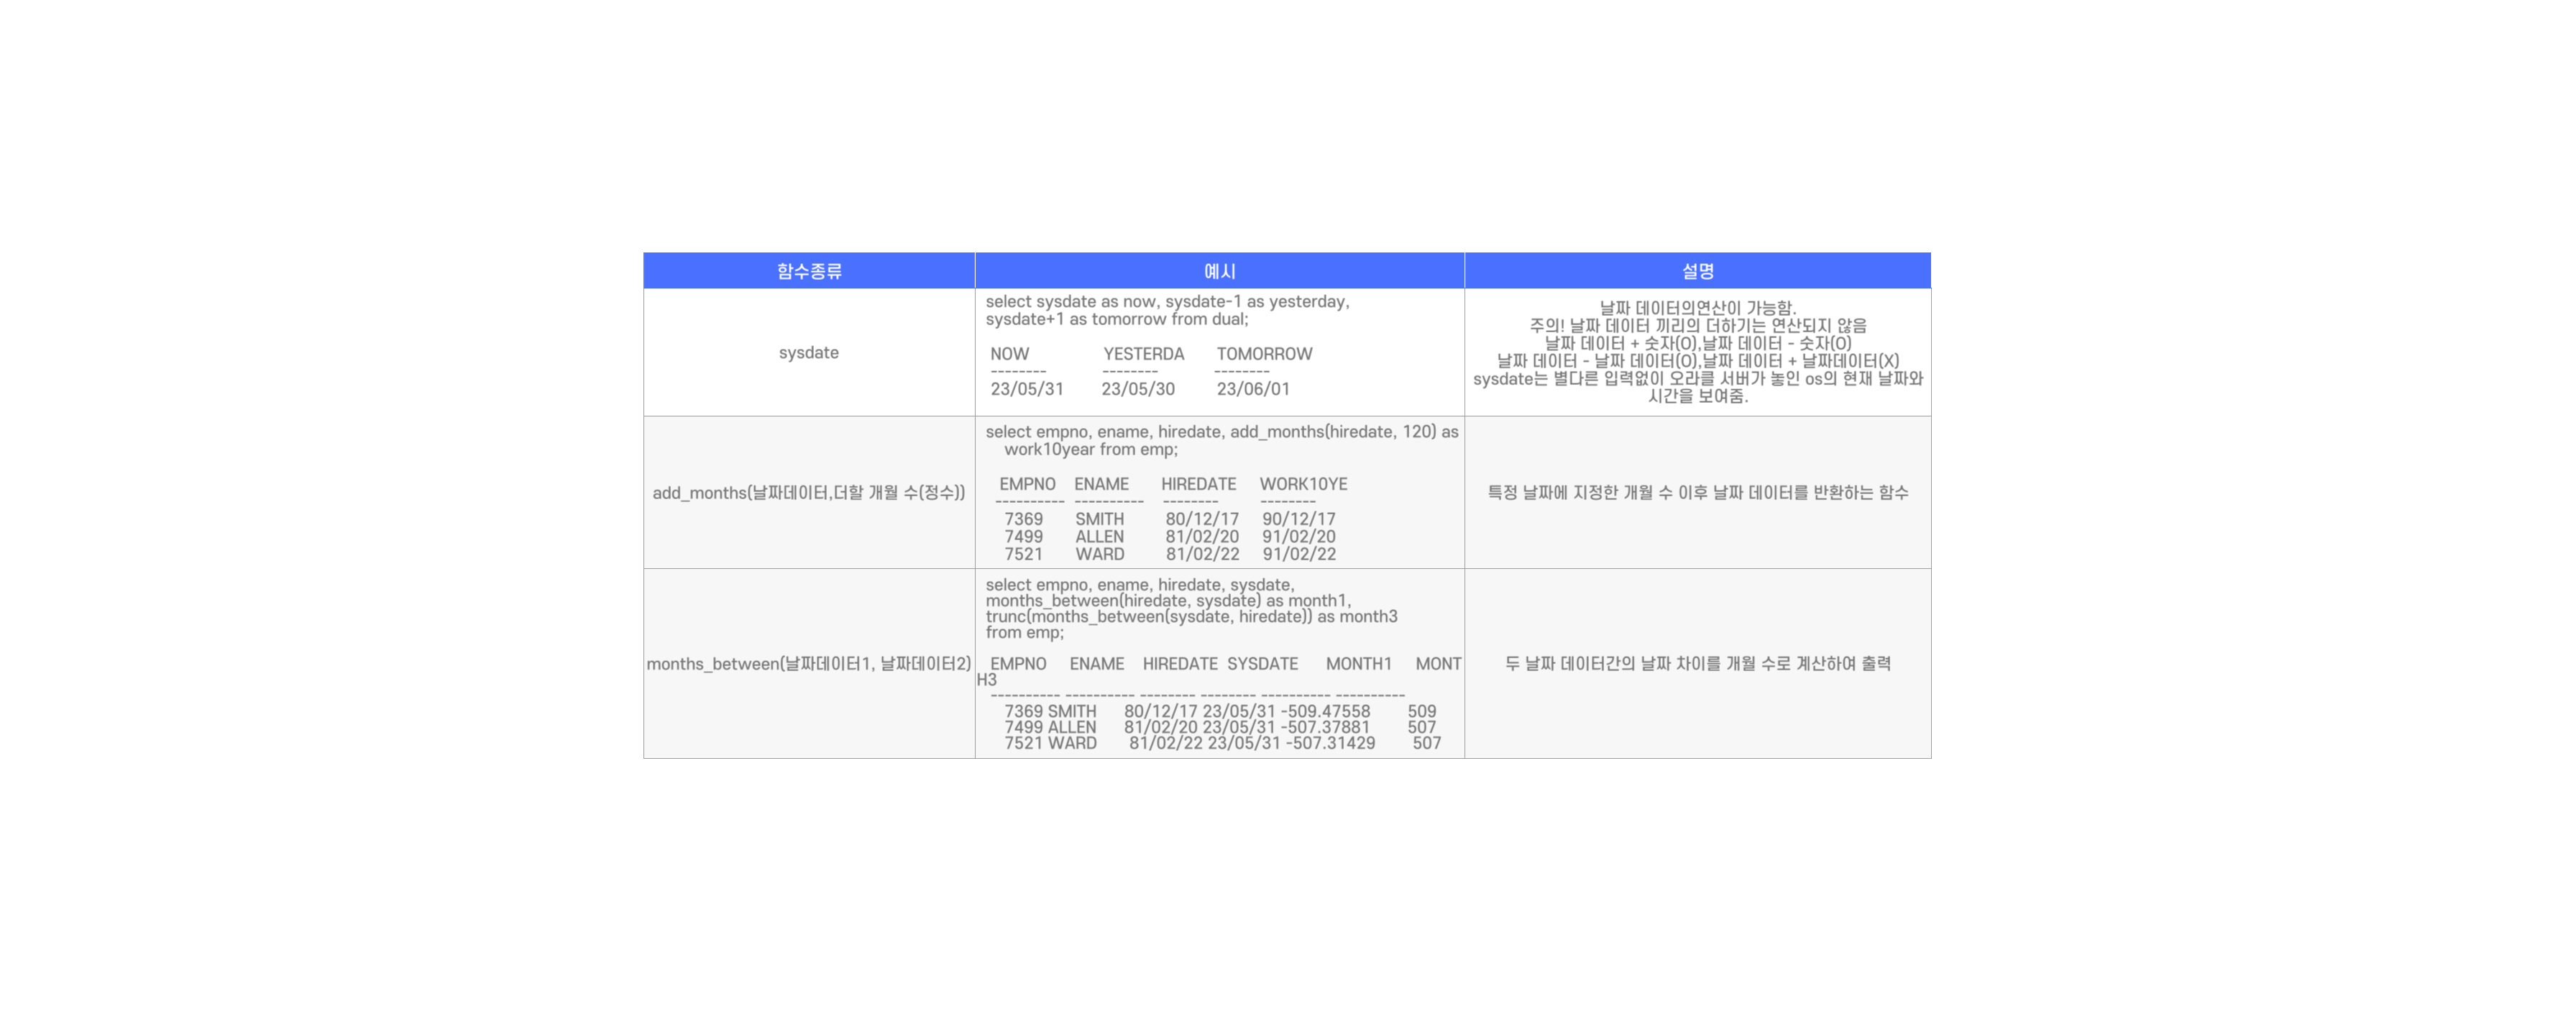 함수종류
예시
설명
sysdate
select sysdate as now, sysdate-1 as yesterday,
sysdate+1 as tomorrow from dual;
NOW YESTERDA TOMORROW
-------- -------- --------
23/05/31 23/05/30 23/06/01
날짜 데이터의연산이 가능함.
주의! 날짜 데이터 끼리의 더하기는 연산되지 않음
날짜 데이터 + 숫자(O),날짜 데이터 - 숫자(O)
날짜 데이터 - 날짜 데이터(O),날짜 데이터 + 날짜데이터(X)
sysdate는 별다른 입력없이 오라클 서버가 놓인 os의 현재 날짜와
시간을 보여줌.
add_months(날짜데이터,더할 개월 수(정수))
select empno, ename, hiredate, add_months(hiredate, 120) as
work10year from emp;
EMPNO ENAME HIREDATE WORK10YE
---------- ---------- -------- --------
7369 SMITH 80/12/17 90/12/17
7499 ALLEN 81/02/20 91/02/20
7521 WARD 81/02/22 91/02/22
특정 날짜에 지정한 개월 수 이후 날짜 데이터를 반환하는 함수
months_between(날짜데이터1, 날짜데이터2)
select empno, ename, hiredate, sysdate,
months_between(hiredate, sysdate) as month1,
trunc(months_between(sysdate, hiredate)) as month3
from emp;
EMPNO ENAME HIREDATE SYSDATE MONTH1 MONT
H3
---------- ---------- -------- -------- ---------- ----------
7369 SMITH 80/12/17 23/05/31 -509.47558 509
7499 ALLEN 81/02/20 23/05/31 -507.37881 507
7521 WARD 81/02/22 23/05/31 -507.31429 507
두 날짜 데이터간의 날짜 차이를 개월 수로 계산하여 출력